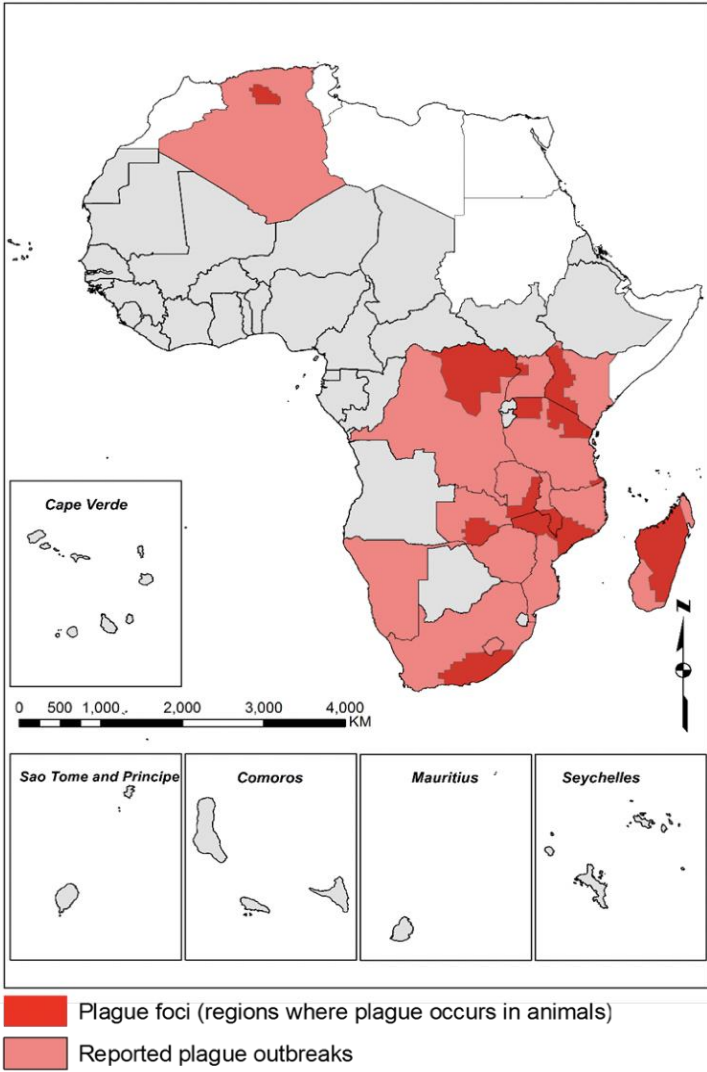 Cape Verde
N
0 500 1,000 2,000 3,000 4,000
KM
Sao Tome and Principe
Comoros
Mauritius
Seychelles
Plague foci (regions where plague occurs in animals)
Reported plague outbreaks